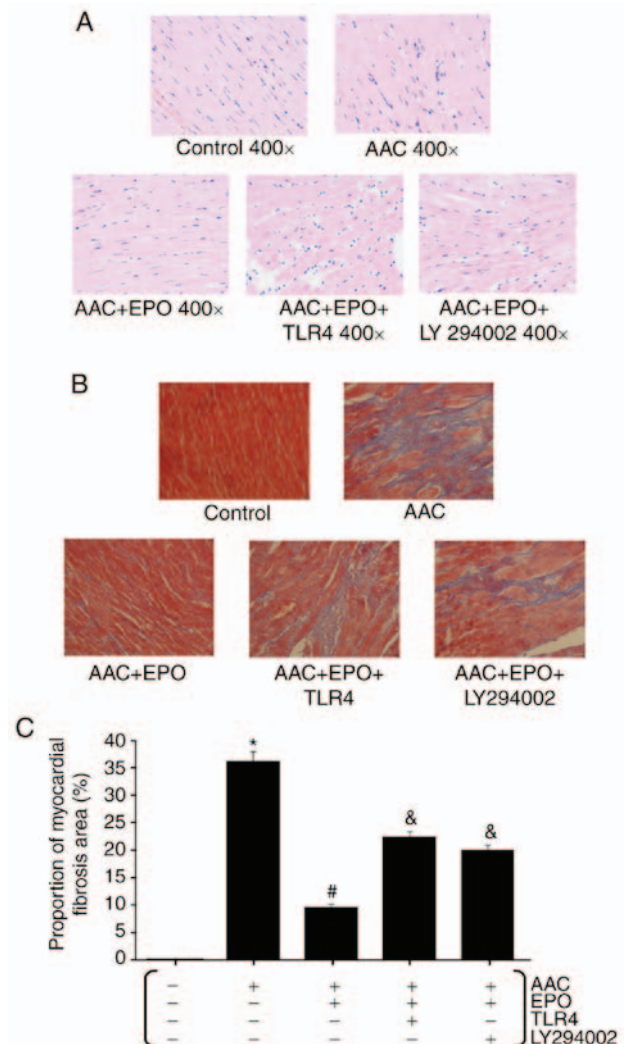 A
Control 400×
AAC 400×
AAC+EPO 400×
AAC+EPO+
TLR4 400×
AAC+EPO+
LY 294002 400×
B
Control
AAC
AAC+EPO
AAC+EPO+
TLR4
AAC+EPO+
LY294002
C
Proportion of myocardial
fibrosis area (%)
40
35
30
25
20
15
10
5
0
*
#
&
&
– + + + + AAC
– – + + + EPO
– – – + – TLR4
– – – – + LY294002